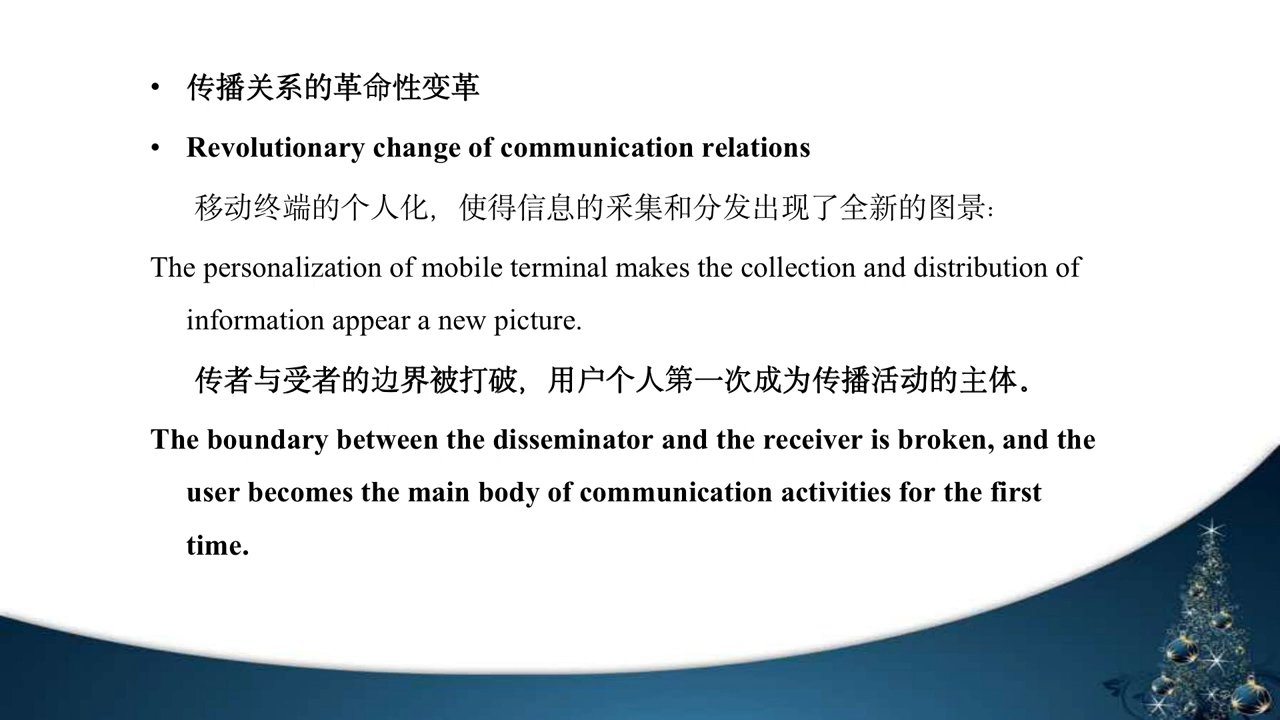 • 传播关系的革命性变革
• Revolutionary change of communication relations
移动终端的个人化，使得信息的采集和分发出现了全新的图景：
The personalization of mobile terminal makes the collection and distribution of
information appear a new picture.
传者与受者的边界被打破，用户个人第一次成为传播活动的主体。
The boundary between the disseminator and the receiver is broken, and the
user becomes the main body of communication activities for the first
time.